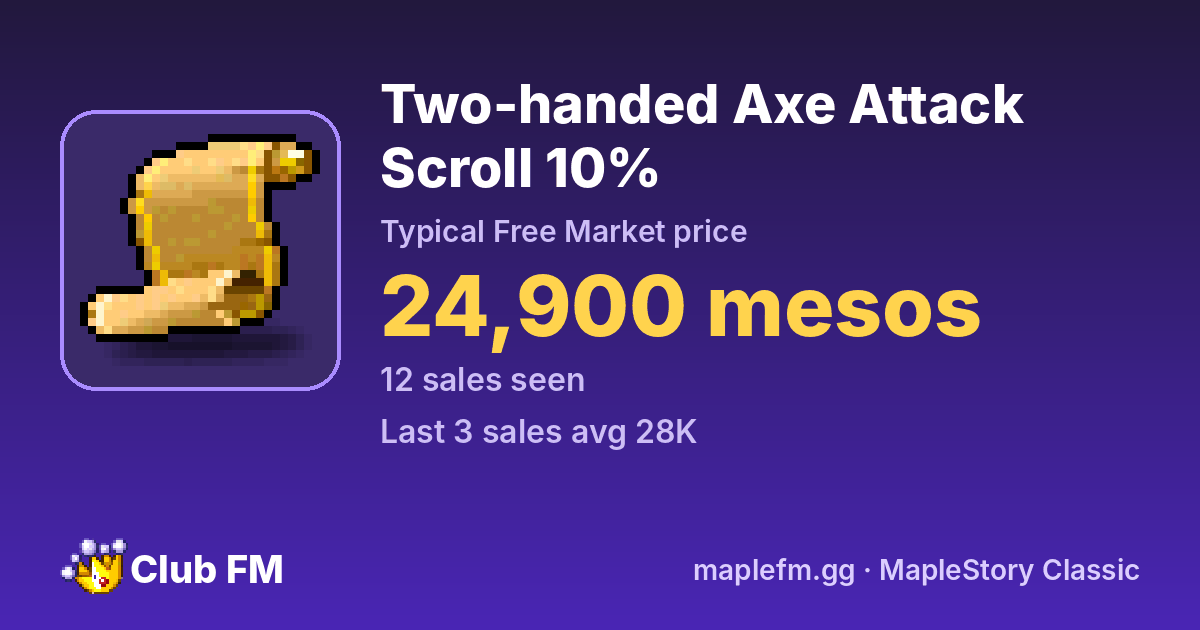 Two-handed Axe Attack
Scroll 10%
Typical Free Market price
24,900 mesos
12 sales seen
Last 3 sales avg 28K
Club FM
maplefm.gg · MapleStory Classic